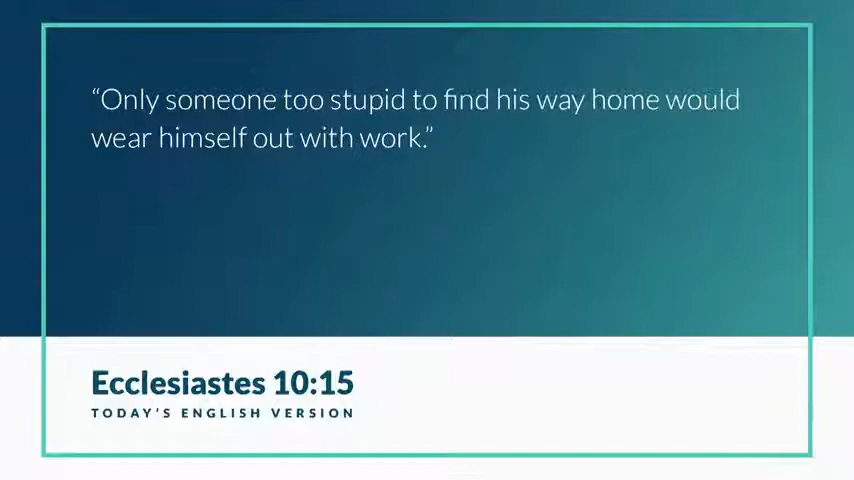 “Only someone too stupid to find his way home would
wear himself out with work.”
Ecclesiastes 10:15
TODAY’S ENGLISH VERSION